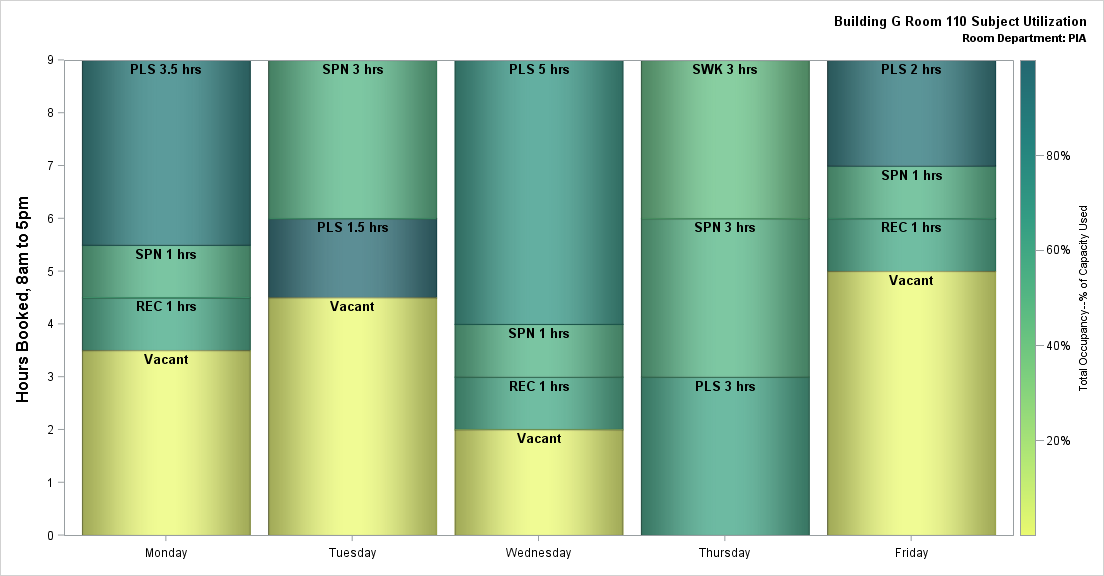 Building G Room 110 Subject Utilization
Room Department: PIA
Hours Booked, 8am to 5pm
9
8
7
6
5
4
3
2
1
0
PLS 3.5 hrs
SPN 1 hrs
REC 1 hrs
Vacant
Monday
SPN 3 hrs
PLS 1.5 hrs
Vacant
Tuesday
PLS 5 hrs
SPN 1 hrs
REC 1 hrs
Vacant
Wednesday
SWK 3 hrs
SPN 3 hrs
PLS 3 hrs
Thursday
PLS 2 hrs
SPN 1 hrs
REC 1 hrs
Vacant
Friday
80%
60%
40%
20%
Total Occupancy--% of Capacity Used